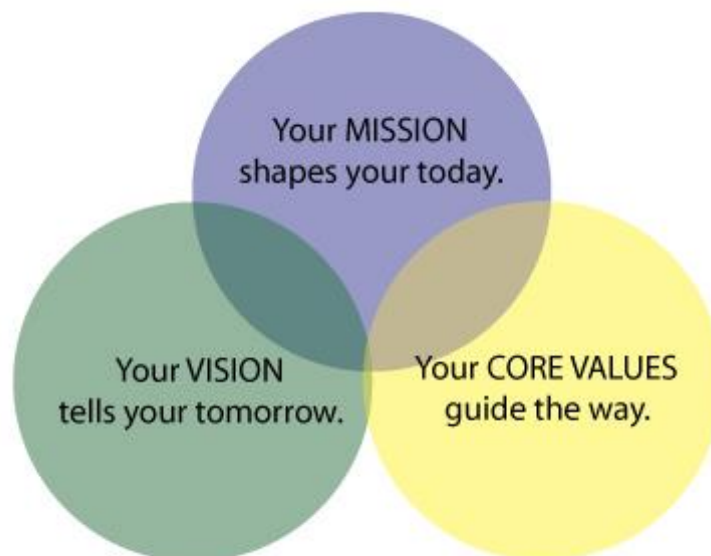 Your MISSION
shapes your today.
Your VISION
tells your tomorrow.
Your CORE VALUES
guide the way.